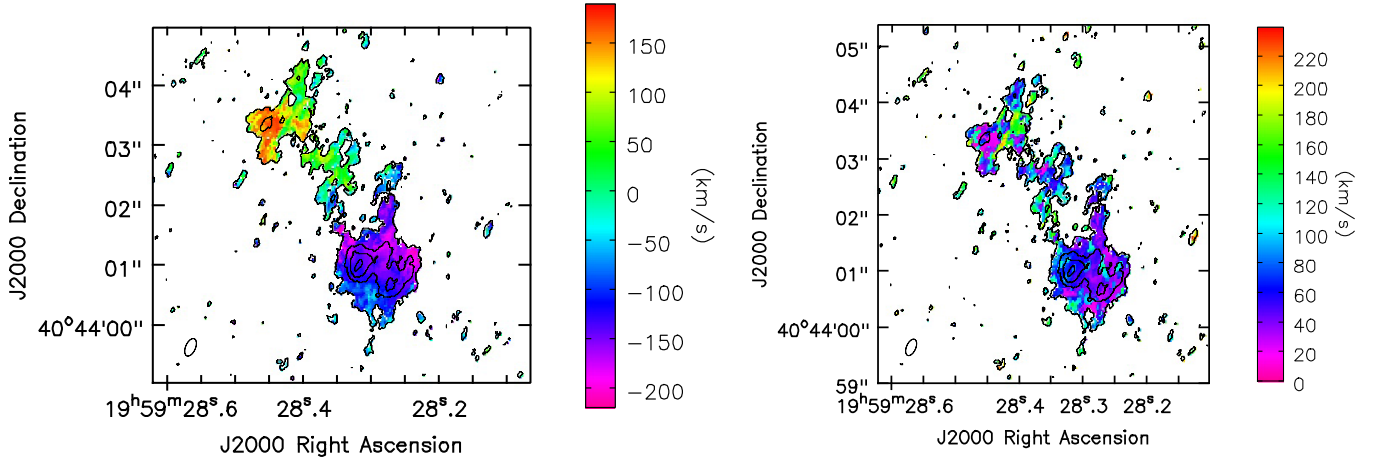 J2000 Declination
04"
03"
02"
01"
40°44'00"
19ʰ59ᵐ28ˢ.6
28ˢ.4
28ˢ.2
J2000 Right Ascension
150
100
50
0
−50
−100
−150
−200
(km/s)
J2000 Declination
05"
04"
03"
02"
01"
40°44'00"
59"
19ʰ59ᵐ28ˢ.6
28ˢ.4
28ˢ.3
28ˢ.2
J2000 Right Ascension
220
200
180
160
140
120
100
80
60
40
20
0
(km/s)